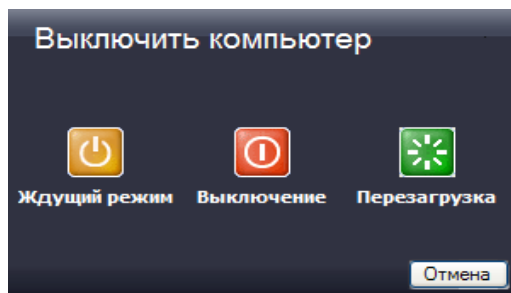 Выключить компьютер
Ждущий режим Выключение Перезагрузка
Отмена